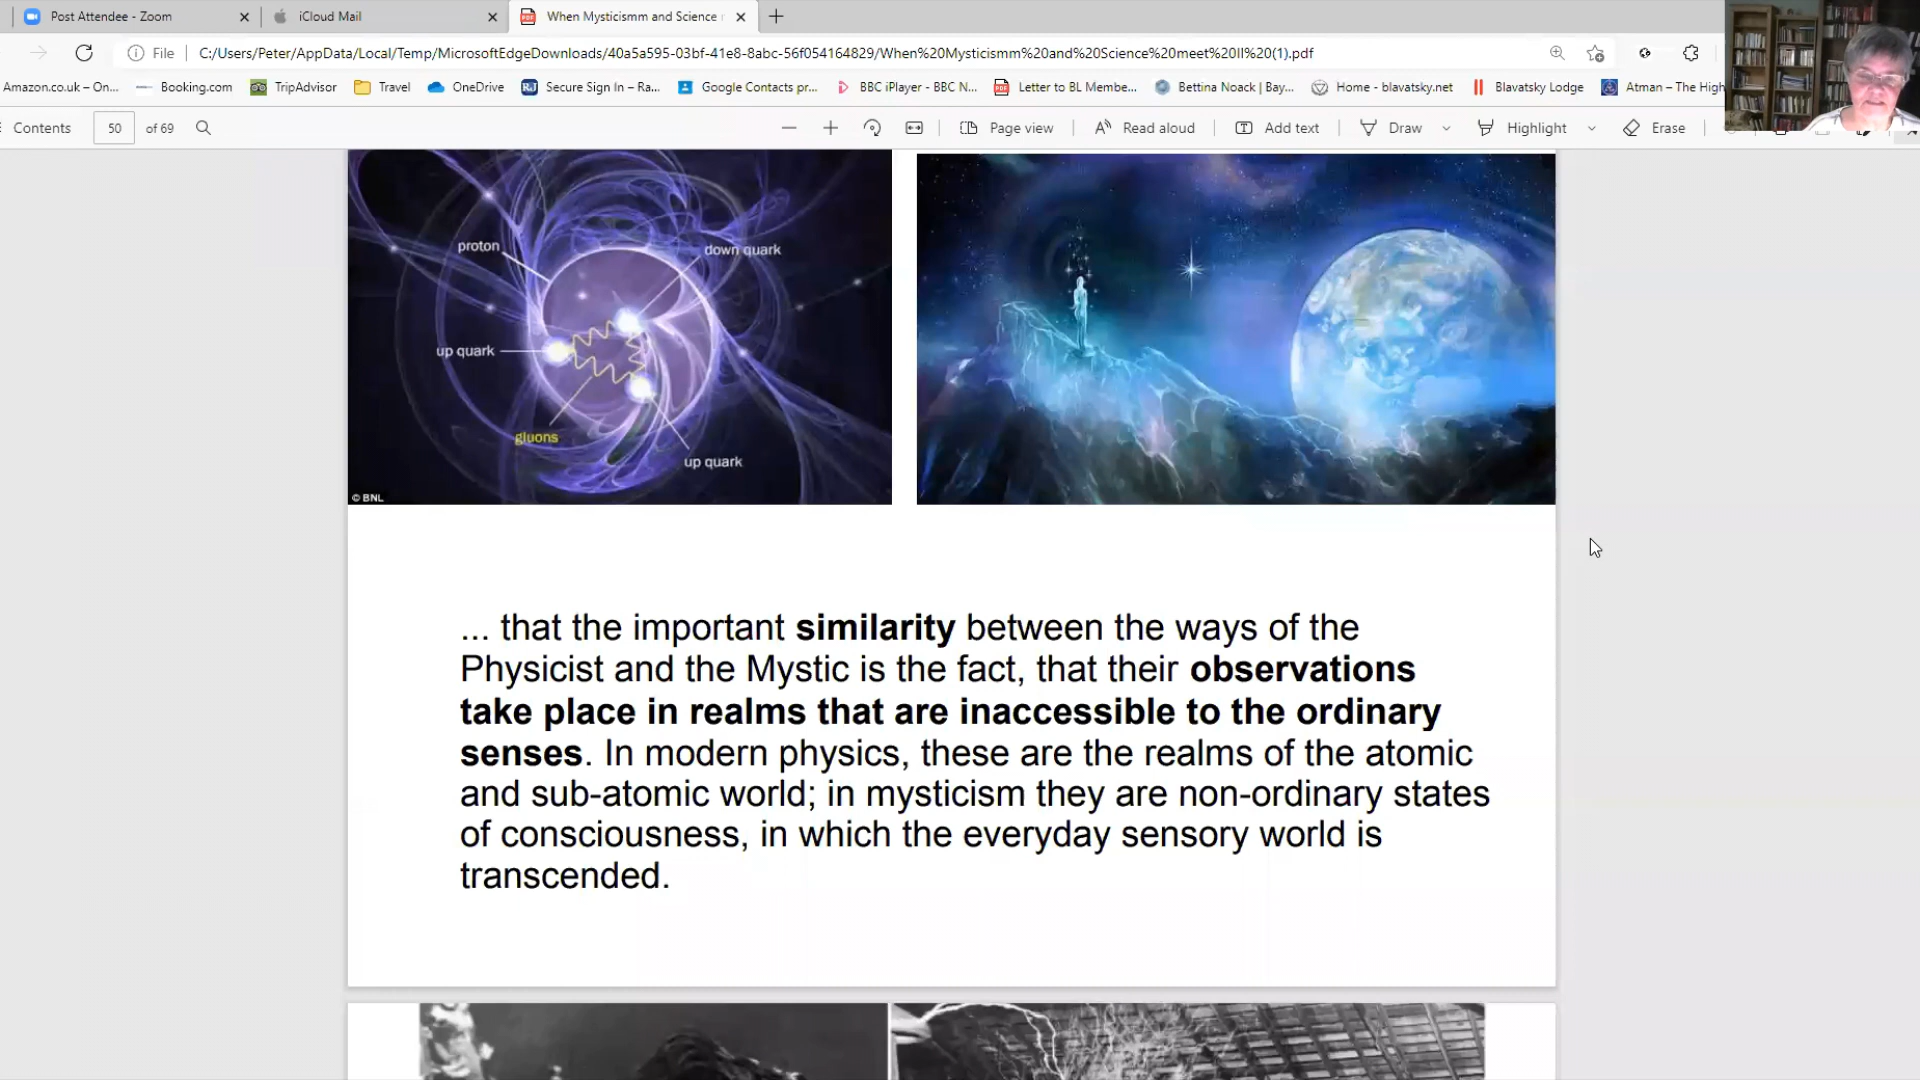 Post Attendee - Zoom
iCloud Mail
When Mysticismm and Science
File
C:/Users/Peter/AppData/Local/Temp/MicrosoftEdgeDownloads/40a5a595-03bf-41e8-8abc-56f054164829/When%20Mysticismm%20and%20Science%20meet%20II%20(1).pdf
Amazon.co.uk – On...
Booking.com
TripAdvisor
Travel
OneDrive
Secure Sign In – Ra...
Google Contacts pr...
BBC iPlayer - BBC N...
Letter to BL Membe...
Bettina Noack | Bay...
Home - blavatsky.net
Blavatsky Lodge
Atman – The High
Contents
50
of 69
Page view
Read aloud
Add text
Draw
Highlight
Erase
proton
down quark
up quark
gluons
up quark
© BNL
... that the important similarity between the ways of the
Physicist and the Mystic is the fact, that their observations
take place in realms that are inaccessible to the ordinary
senses. In modern physics, these are the realms of the atomic
and sub-atomic world; in mysticism they are non-ordinary states
of consciousness, in which the everyday sensory world is
transcended.